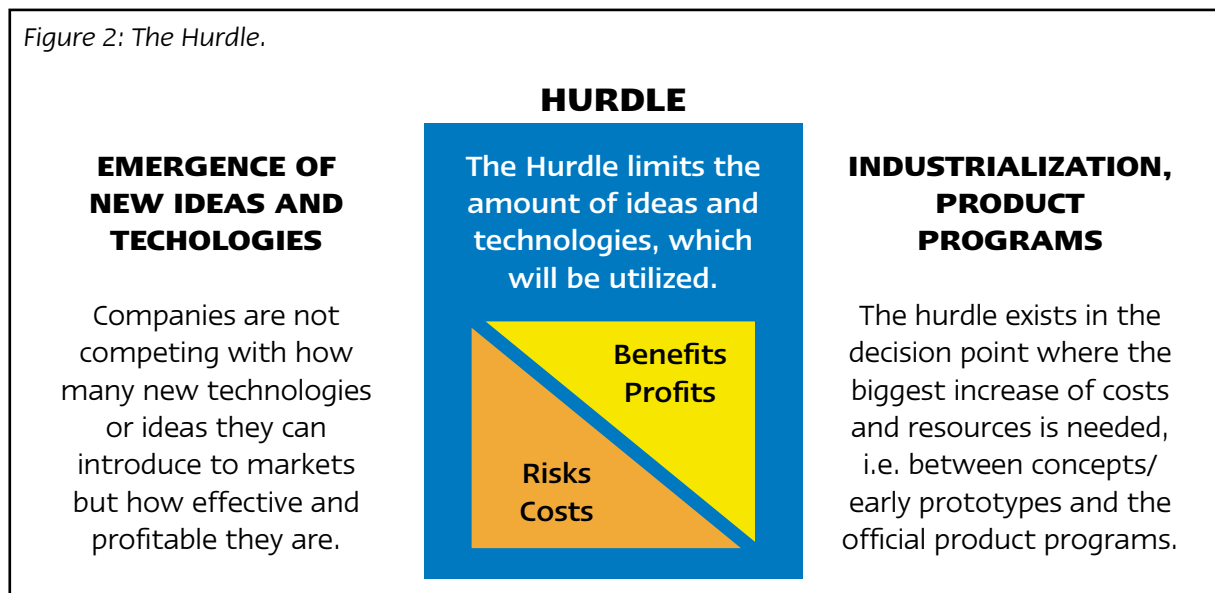 Figure 2: The Hurdle.
HURDLE
EMERGENCE OF
NEW IDEAS AND
TECHOLOGIES
Companies are not
competing with how
many new technologies
or ideas they can
introduce to markets
but how effective and
profitable they are.
The Hurdle limits the
amount of ideas and
technologies, which
will be utilized.
Benefits
Profits
Risks
Costs
INDUSTRIALIZATION,
PRODUCT
PROGRAMS
The hurdle exists in the
decision point where the
biggest increase of costs
and resources is needed,
i.e. between concepts/
early prototypes and the
official product programs.